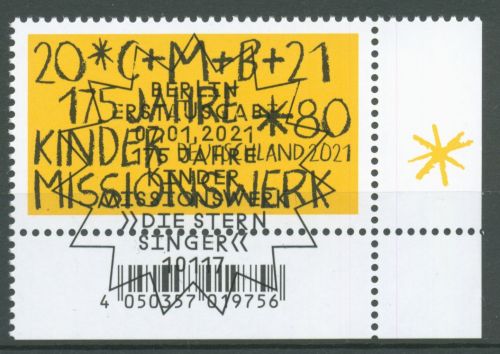 20*C+M+B+21
175 JAHRE *80
KINDER DEUTSCHLAND 2021
MISSIONSWERK
BERLIN
ERSTAUSGABE
07.01.2021
175 JAHRE
KINDER
MISSIONSWERK
»DIE STERN
SINGER«
10117
4 050357 019756